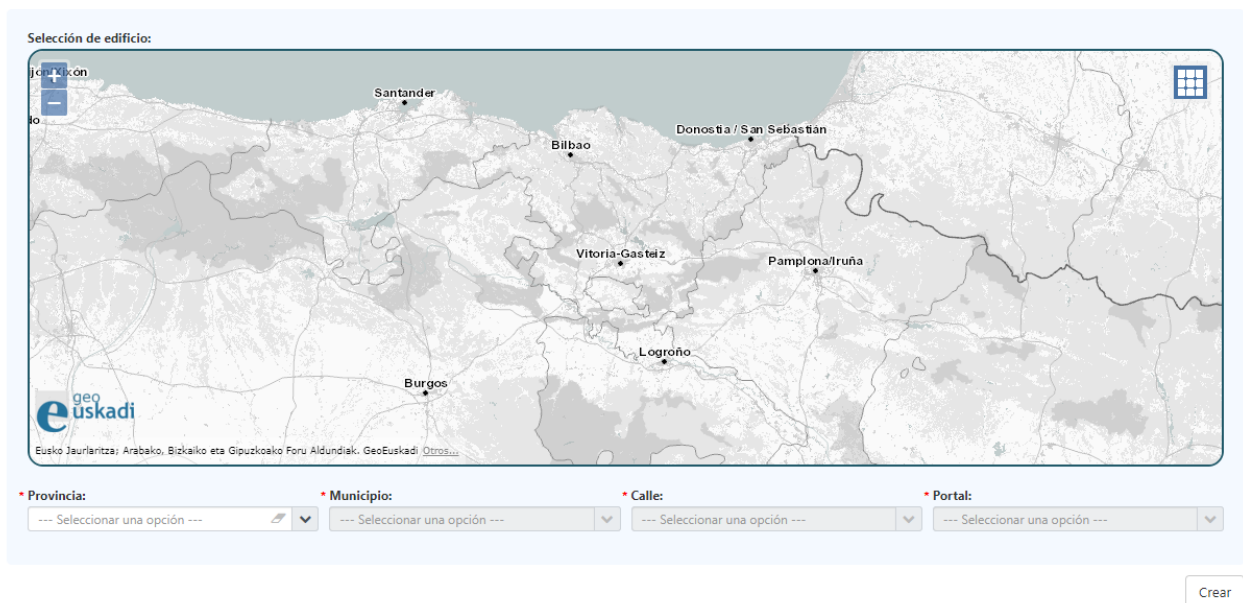 Selección de edificio:
jón/Xixón
+
−
do
Santander
Donostia / San Sebastián
Bilbao
Vitoria-Gasteiz
Pamplona/Iruña
Logroño
Burgos
geo
euskadi
Eusko Jaurlaritza; Arabako, Bizkaiko eta Gipuzkoako Foru Aldundiak. GeoEuskadi Otros...
* Provincia: * Municipio: * Calle: * Portal:
--- Seleccionar una opción --- --- Seleccionar una opción --- --- Seleccionar una opción --- --- Seleccionar una opción ---
Crear